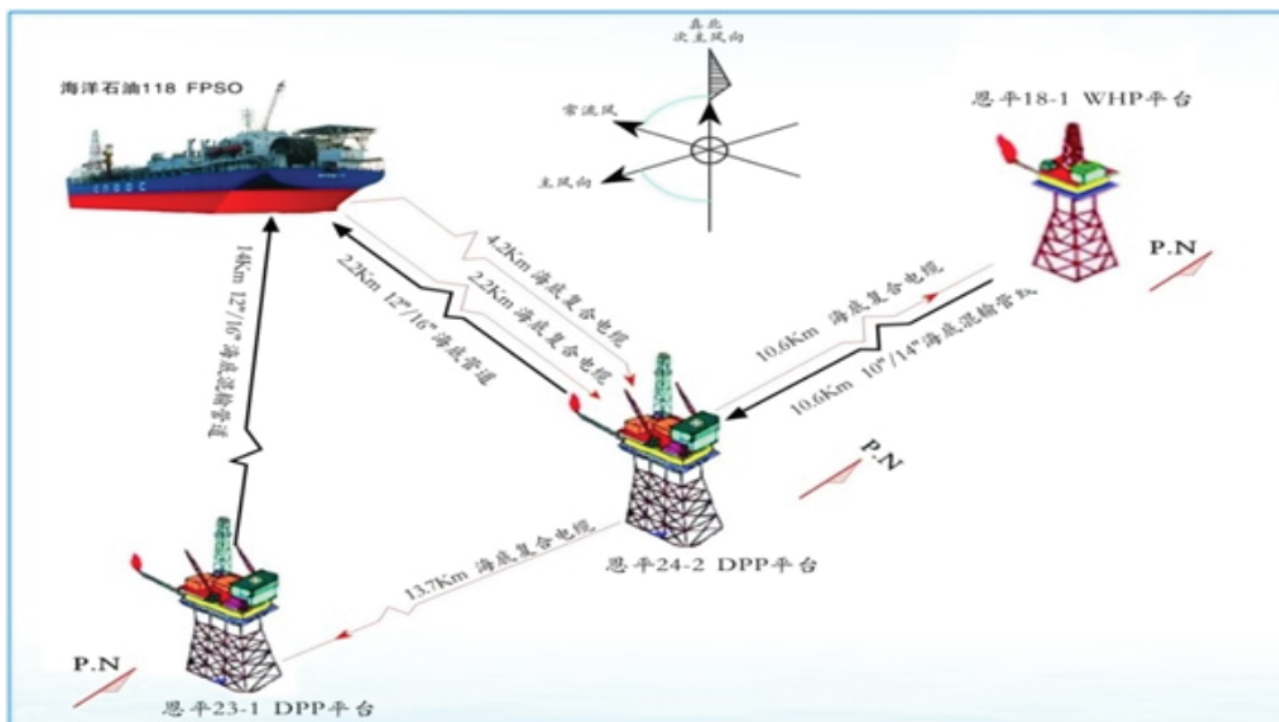 真北
次主风向
海洋石油118 FPSO
恩平18-1 WHP平台
常流风
主风向
CNOOC
P.N
4.2Km 海底复合电缆
2.2Km 海底复合电缆
2.2Km 12"/16" 海底管道
14Km 12"/16" 海底混输管道
10.6Km 海底复合电缆
10.6Km 10"/14" 海底混输管线
P.N
恩平24-2 DPP平台
13.7Km 海底复合电缆
P.N
恩平23-1 DPP平台